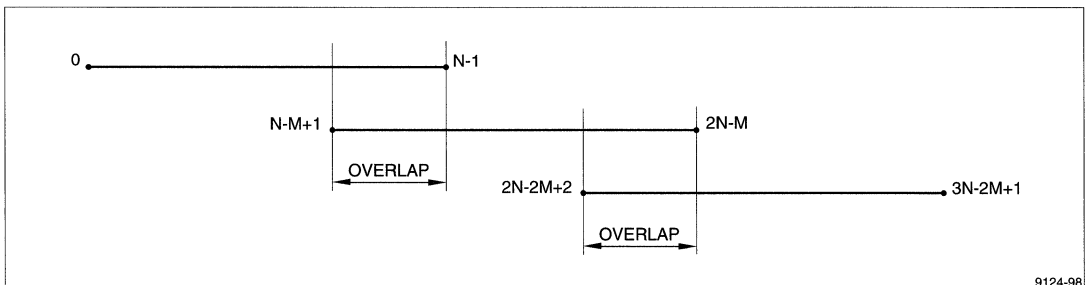 0
N-1
N-M+1
2N-M
OVERLAP
2N-2M+2
3N-2M+1
OVERLAP
9124-98